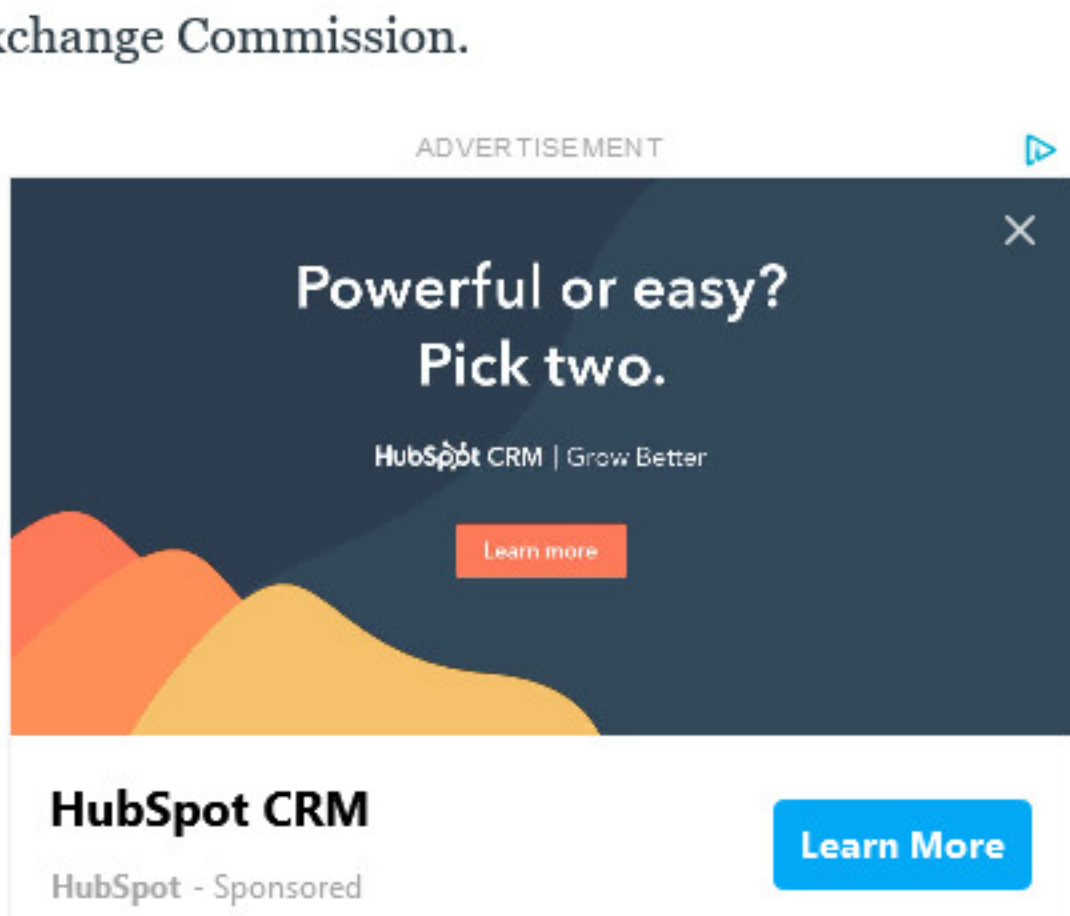 xchange Commission.
ADVERTISEMENT
Powerful or easy?
Pick two.
HubSpot CRM | Grow Better
Learn more
HubSpot CRM
Learn More
HubSpot - Sponsored